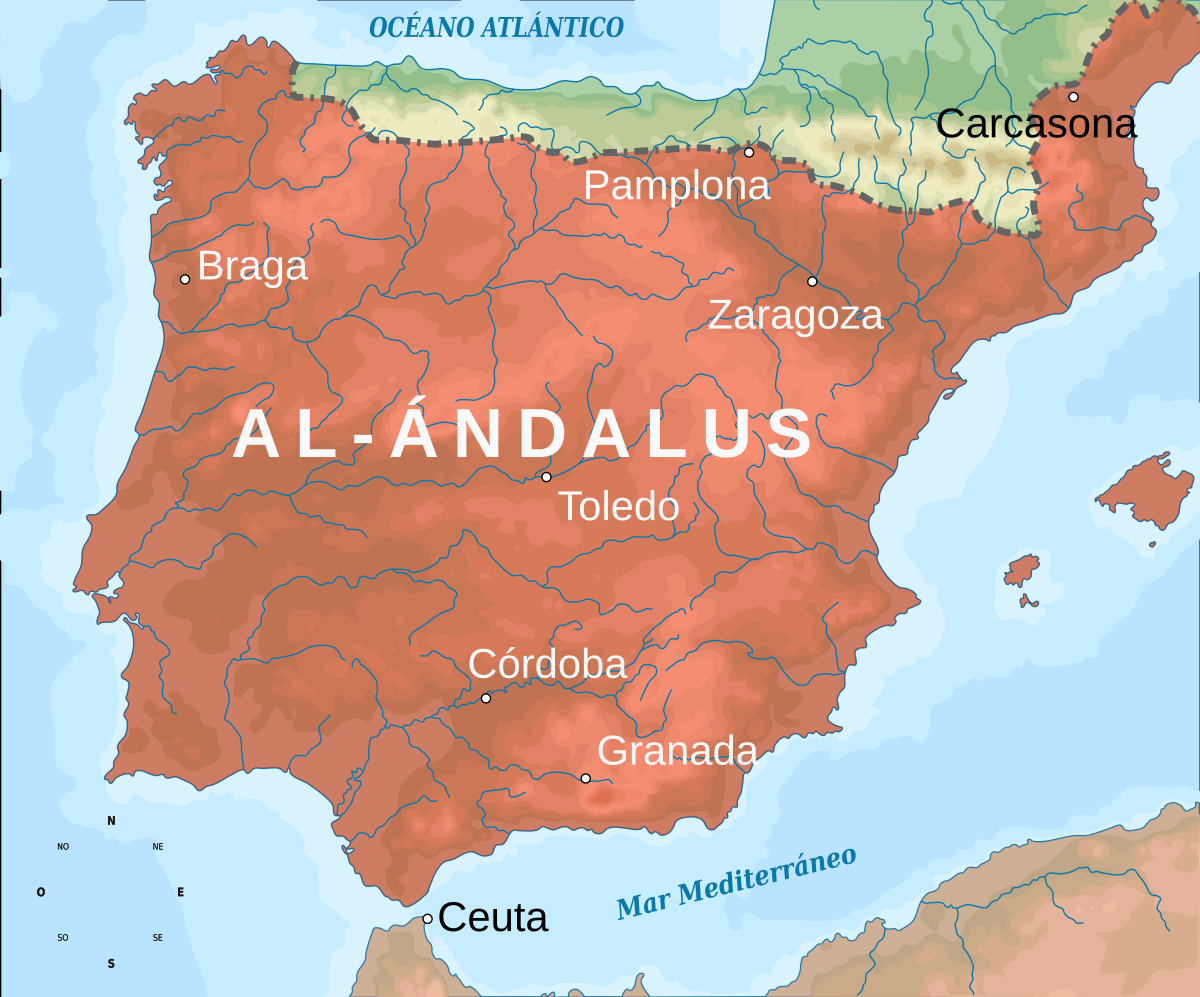 OCÉANO ATLÁNTICO
Carcasona
Pamplona
Braga
Zaragoza
AL-ÁNDALUS
Toledo
Córdoba
Granada
N
NO NE
O E
SO SE
S
Mar Mediterráneo
Ceuta